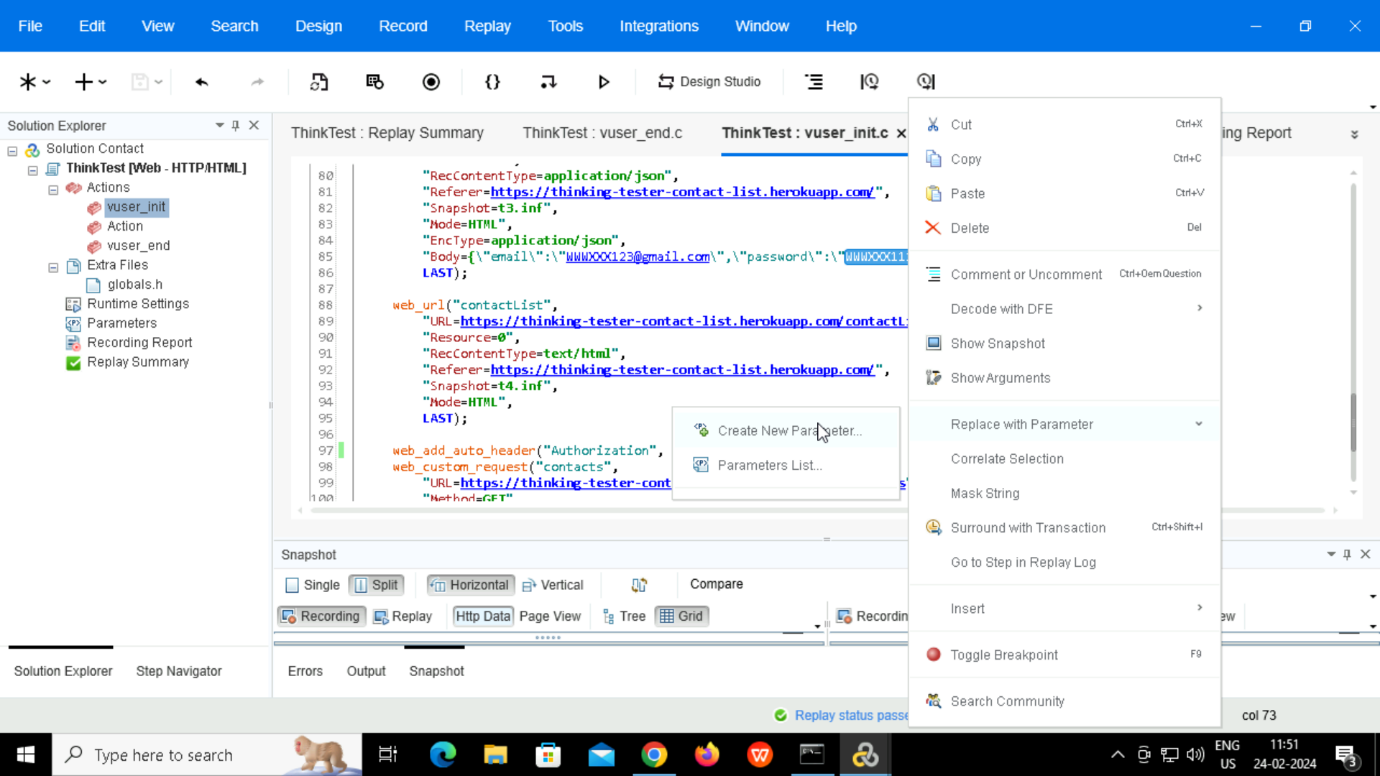 File Edit View Search Design Record Replay Tools Integrations Window Help
Design Studio
Solution Explorer
Solution Contact
ThinkTest [Web - HTTP/HTML]
Actions
vuser_init
Action
vuser_end
Extra Files
globals.h
Runtime Settings
Parameters
Recording Report
Replay Summary
Solution Explorer Step Navigator
ThinkTest : Replay Summary ThinkTest : vuser_end.c ThinkTest : vuser_init.c ng Report
80 "RecContentType=application/json",
81 "Referer=https://thinking-tester-contact-list.herokuapp.com/",
82 "Snapshot=t3.inf",
83 "Mode=HTML",
84 "EncType=application/json",
85 "Body={\"email\":\"WWWXXX123@gmail.com\",\"password\":\"WWWXXX11
86 LAST);
87
88 web_url("contactList",
89 "URL=https://thinking-tester-contact-list.herokuapp.com/contactL
90 "Resource=0",
91 "RecContentType=text/html",
92 "Referer=https://thinking-tester-contact-list.herokuapp.com/",
93 "Snapshot=t4.inf",
94 "Mode=HTML",
95 LAST);
96
97 web_add_auto_header("Authorization",
98 web_custom_request("contacts",
99 "URL=https://thinking-tester-cont s"
100 "Method=GET"
Create New Parameter...
Parameters List...
Cut Ctrl+X
Copy Ctrl+C
Paste Ctrl+V
Delete Del
Comment or Uncomment Ctrl+OemQuestion
Decode with DFE
Show Snapshot
Show Arguments
Replace with Parameter
Correlate Selection
Mask String
Surround with Transaction Ctrl+Shift+I
Go to Step in Replay Log
Insert
Toggle Breakpoint F9
Search Community
Snapshot
Single Split Horizontal Vertical Compare
Recording Replay Http Data Page View Tree Grid Recordin ew
Errors Output Snapshot
Replay status passe col 73
Type here to search
ENG
US
11:51
24-02-2024
3